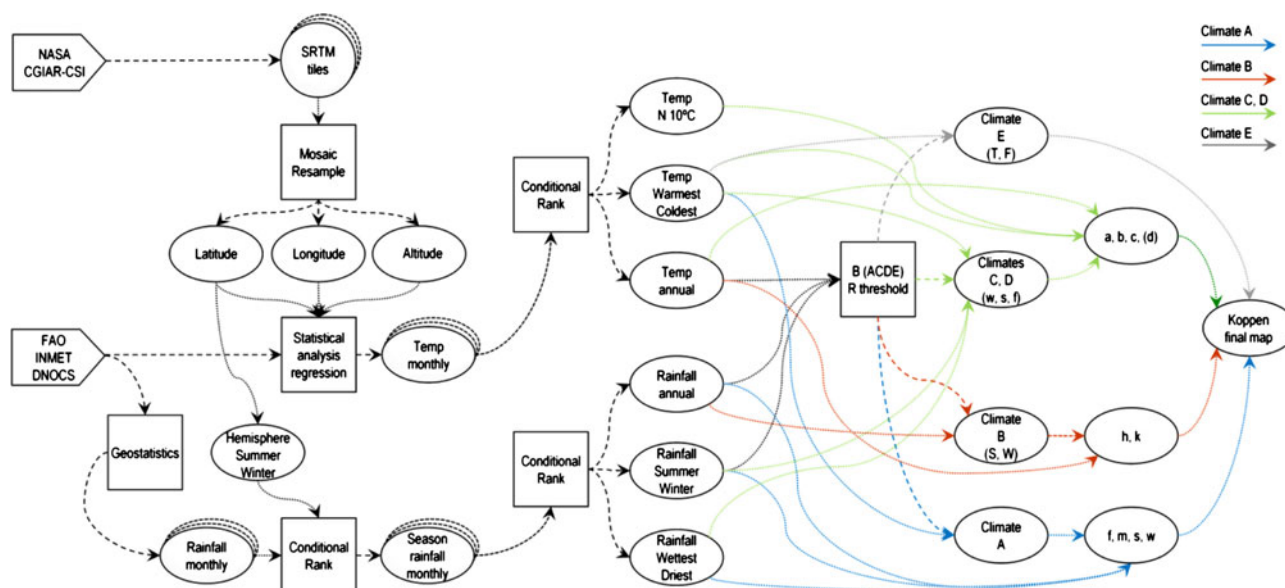 NASA
CGIAR-CSI
SRTM
tiles
Mosaic
Resample
Latitude
Longitude
Altitude
FAO
INMET
DNOCS
Statistical
analysis
regression
Temp
monthly
Geostatistics
Hemisphere
Summer
Winter
Rainfall
monthly
Conditional
Rank
Season
rainfall
monthly
Conditional
Rank
Conditional
Rank
Temp
N 10ºC
Temp
Warmest
Coldest
Temp
annual
Rainfall
annual
Rainfall
Summer
Winter
Rainfall
Wettest
Driest
B (ACDE)
R threshold
Climate
E
(T, F)
Climates
C, D
(w, s, f)
Climate
B
(S, W)
Climate
A
a, b, c, (d)
h, k
f, m, s, w
Koppen
final map
Climate A
Climate B
Climate C, D
Climate E